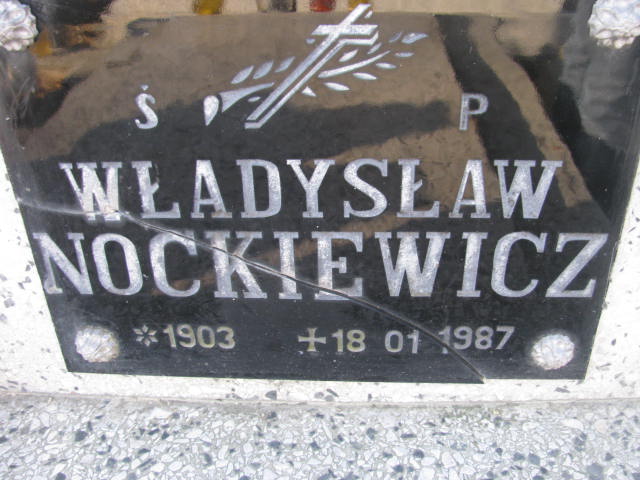 Ś P
WŁADYSŁAW
NOCKIEWICZ
*1903 +18 01 1987